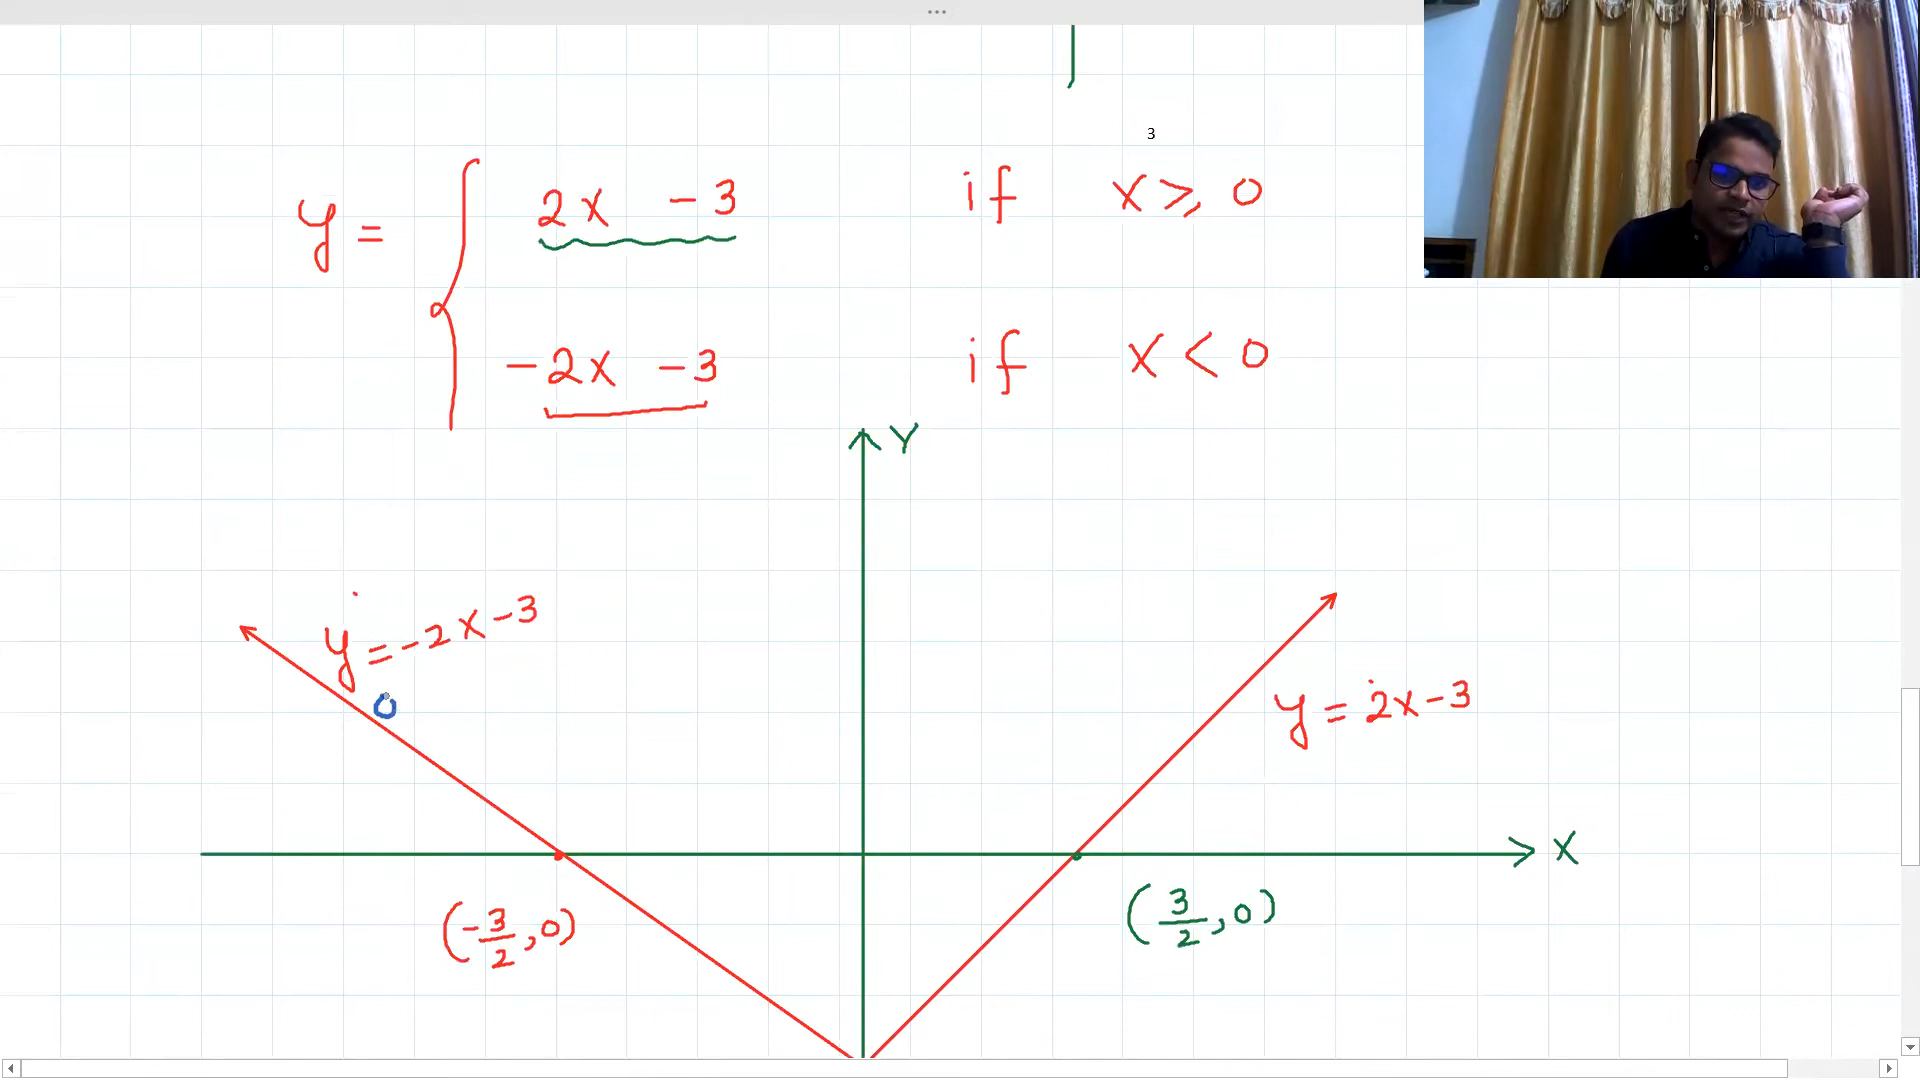 3
y = { 2x - 3 if x ⩾ 0
-2x - 3 if x < 0
Y
y = -2x - 3
0
y = 2x - 3
X
(-3/2, 0)
(3/2, 0)